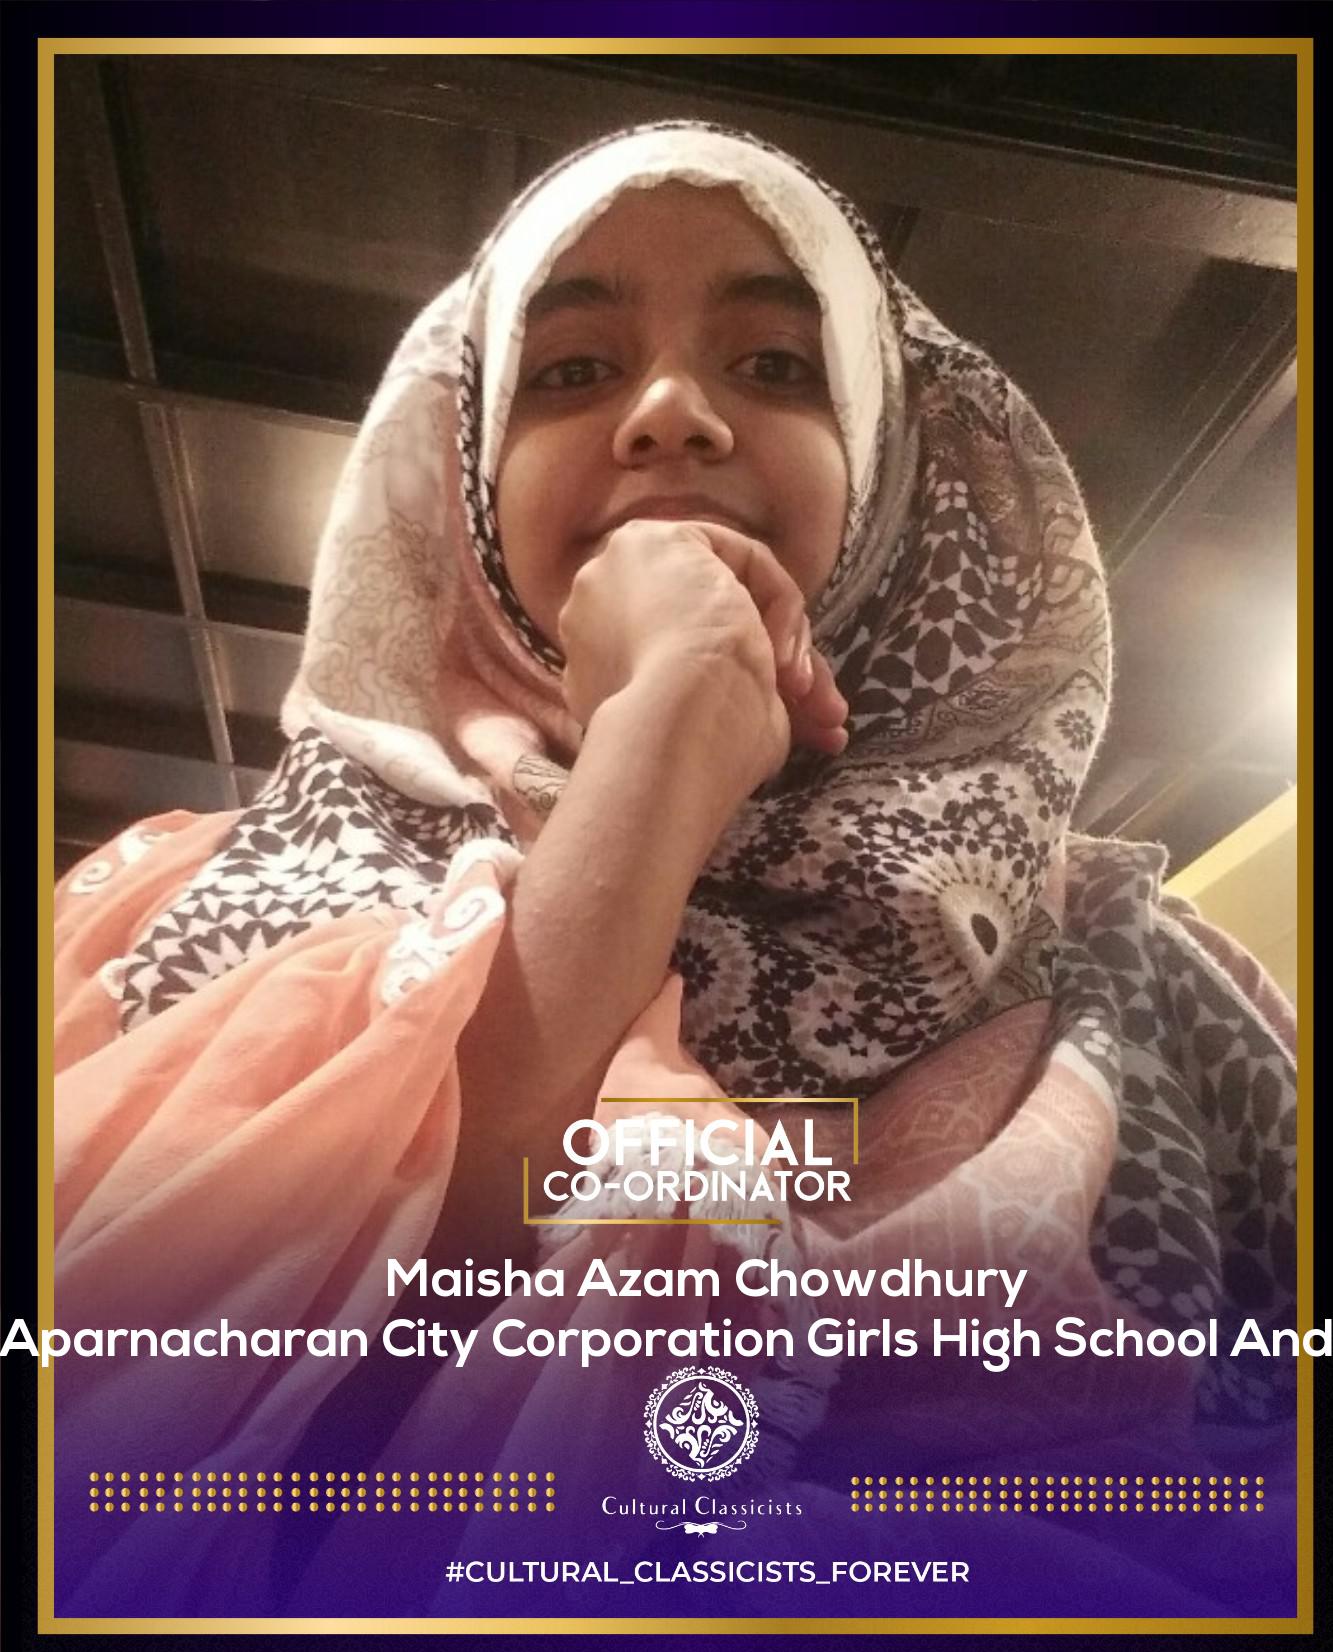 OFFICIAL
CO-ORDINATOR
Maisha Azam Chowdhury
Aparnacharan City Corporation Girls High School And
Cultural Classicists
#CULTURAL_CLASSICISTS_FOREVER